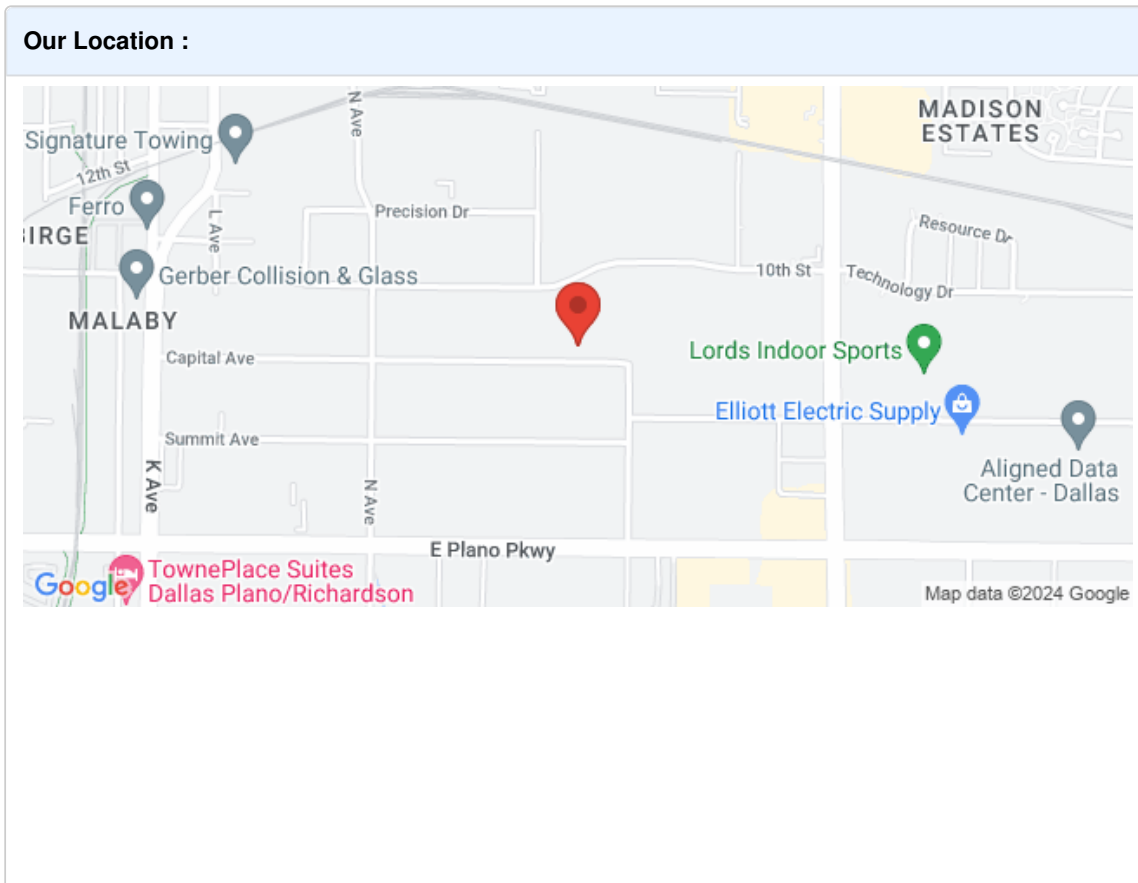 Our Location :
N Ave
MADISON
ESTATES
Signature Towing
12th St
Ferro
L Ave
Precision Dr
Resource Dr
BIRGE
10th St
Technology Dr
Gerber Collision & Glass
MALABY
Capital Ave
Lords Indoor Sports
Elliott Electric Supply
Summit Ave
K Ave
N Ave
Aligned Data
Center - Dallas
E Plano Pkwy
TownePlace Suites
Dallas Plano/Richardson
Google
Map data ©2024 Google